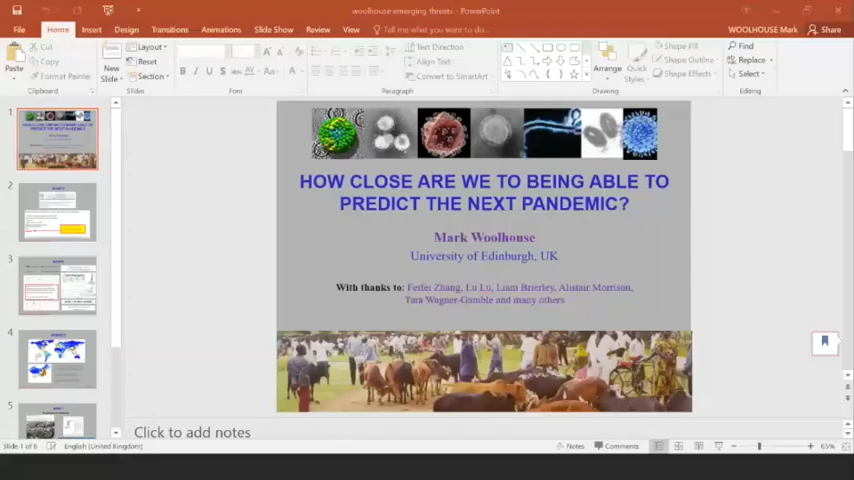 woolhouse emerging threats - PowerPoint
File Home Insert Design Transitions Animations Slide Show Review View Tell me what you want to do... WOOLHOUSE Mark Share
Paste
Cut
Copy
Format Painter
Clipboard
New
Slide
Layout
Reset
Section
Slides
Font
Text Direction
Align Text
Convert to SmartArt
Paragraph
Arrange
Quick
Styles
Shape Fill
Shape Outline
Shape Effects
Drawing
Find
Replace
Select
Editing
1
2
3
4
5
HOW CLOSE ARE WE TO BEING ABLE TO
PREDICT THE NEXT PANDEMIC?
Mark Woolhouse
University of Edinburgh, UK
With thanks to: Feifei Zhang, Lu Lu, Liam Brierley, Alistair Morrison,
Tara Wagner-Gamble and many others
Click to add notes
Slide 1 of 6 English (United Kingdom) Notes Comments 65%